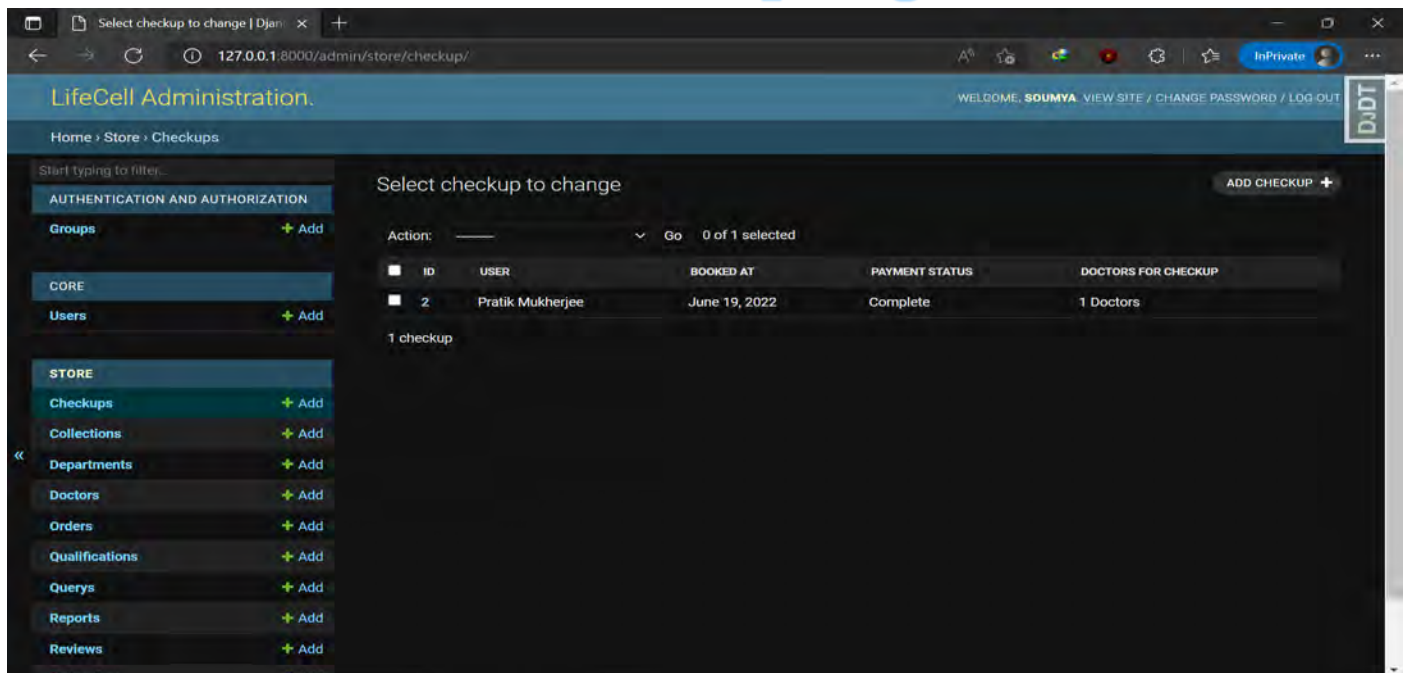 Select checkup to change | Djan
127.0.0.1:8000/admin/store/checkup/
InPrivate
LifeCell Administration.
WELCOME, SOUMYA. VIEW SITE / CHANGE PASSWORD / LOG OUT
DJDT
Home › Store › Checkups
Start typing to filter...
AUTHENTICATION AND AUTHORIZATION
Groups + Add
CORE
Users + Add
STORE
Checkups + Add
Collections + Add
Departments + Add
Doctors + Add
Orders + Add
Qualifications + Add
Querys + Add
Reports + Add
Reviews + Add
«
Select checkup to change
ADD CHECKUP +
Action: ——— Go 0 of 1 selected
ID USER BOOKED AT PAYMENT STATUS DOCTORS FOR CHECKUP
2 Pratik Mukherjee June 19, 2022 Complete 1 Doctors
1 checkup